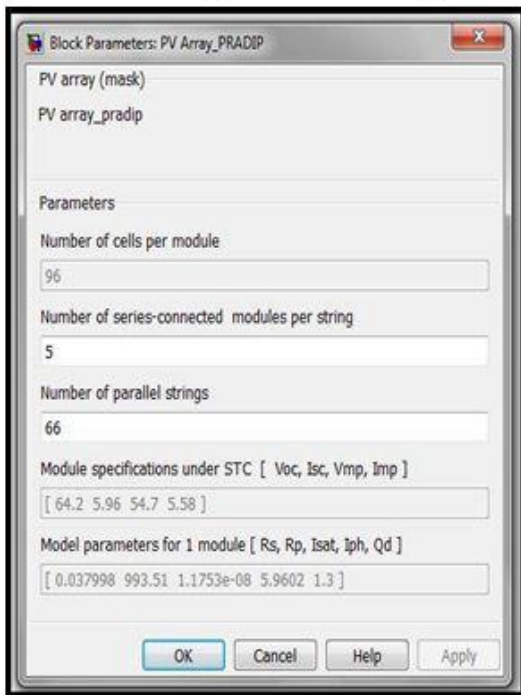 Block Parameters: PV Array_PRADIP
PV array (mask)
PV array_pradip
Parameters
Number of cells per module
96
Number of series-connected modules per string
5
Number of parallel strings
66
Module specifications under STC [ Voc, Isc, Vmp, Imp ]
[ 64.2 5.96 54.7 5.58 ]
Model parameters for 1 module [ Rs, Rp, Isat, Iph, Qd ]
[ 0.037998 993.51 1.1753e-08 5.9602 1.3 ]
OK Cancel Help Apply